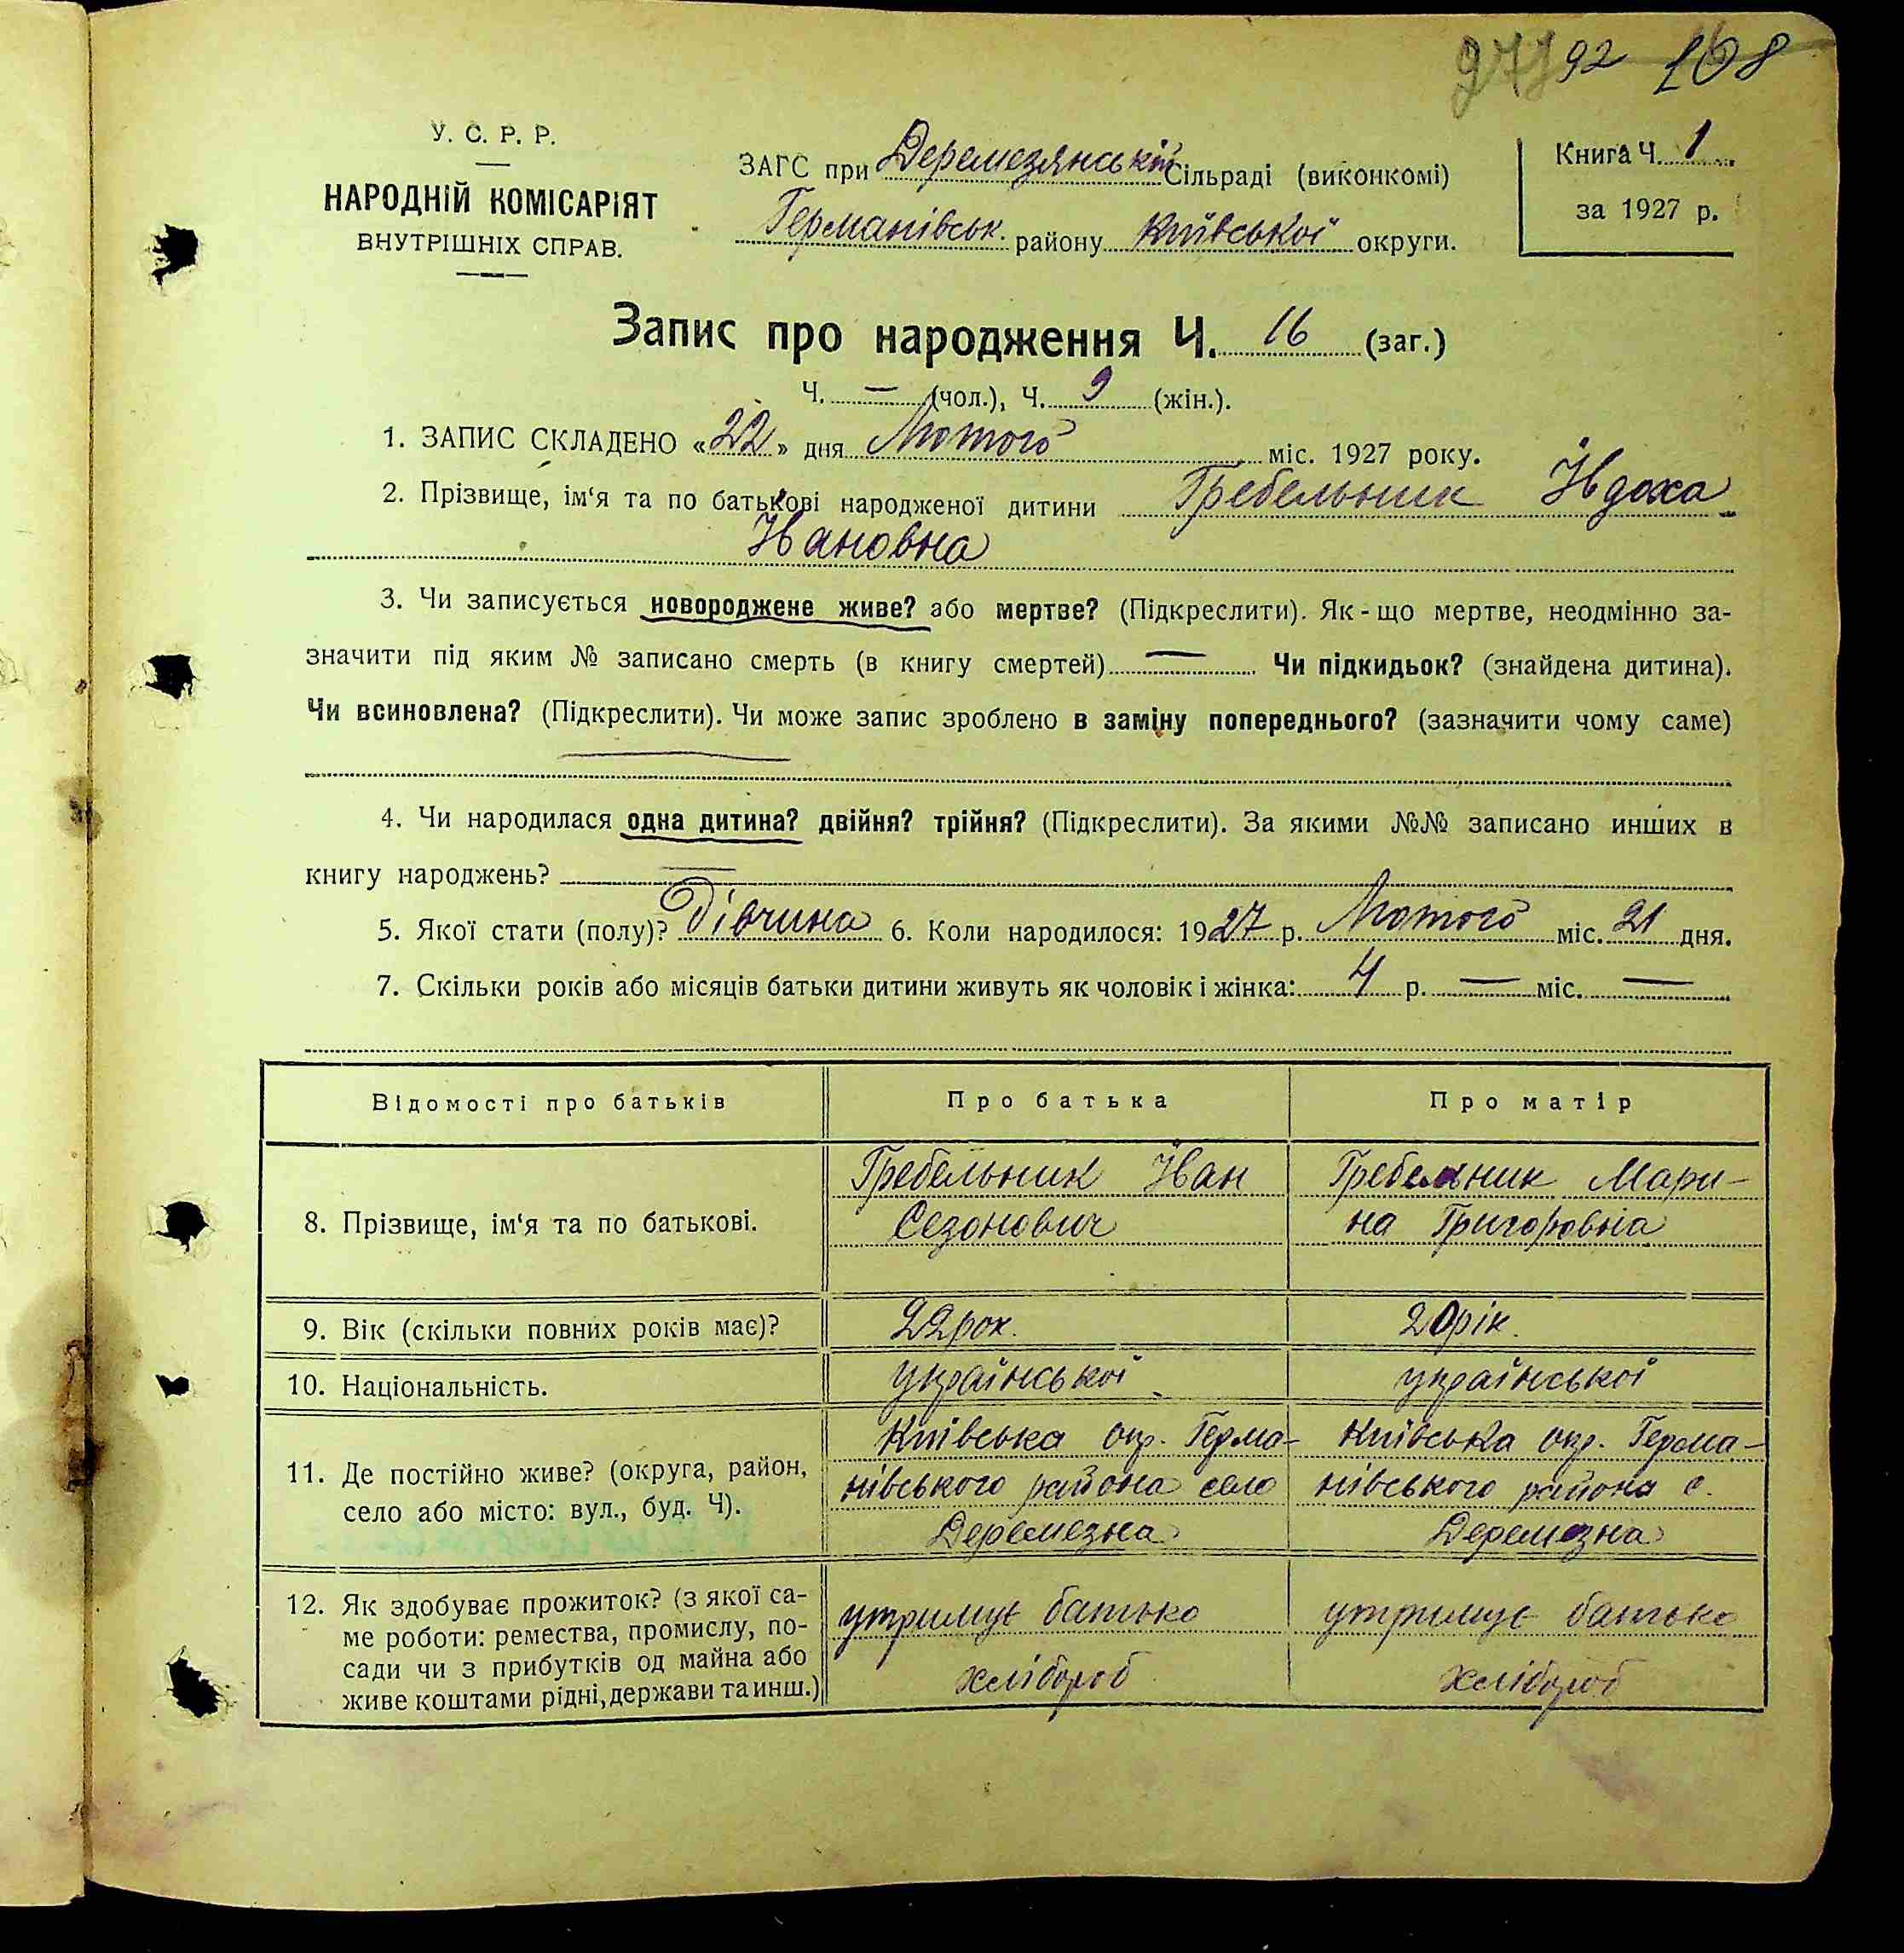 92 108
У. С. Р. Р.
НАРОДНІЙ КОМІСАРІЯТ
ВНУТРІШНІХ СПРАВ.
ЗАГС при Деремезянській Сільраді (виконкомі)
Германівськ. району Київської округи.
Книга Ч. 1
за 1927 р.
Запис про народження Ч. 16 (заг.)
Ч. — (чол.), Ч. 9 (жін.).
1. ЗАПИС СКЛАДЕНО «22» дня Лютого міс. 1927 року.
2. Прізвище, ім‘я та по батькові народженої дитини Гребельник Ївдоха
Ївановна
3. Чи записується новороджене живе? або мертве? (Підкреслити). Як-що мертве, неодмінно за-
значити під яким № записано смерть (в книгу смертей) — Чи підкидьок? (знайдена дитина).
Чи всиновлена? (Підкреслити). Чи може запис зроблено в заміну попереднього? (зазначити чому саме)
4. Чи народилася одна дитина? двійня? трійня? (Підкреслити). За якими №№ записано инших в
книгу народжень? —
5. Якої стати (полу)? Дівчина 6. Коли народилося: 1927 р. Лютого міс. 21 дня.
7. Скільки років або місяців батьки дитини живуть як чоловік і жінка: 4 р. — міс. —
Відомості про батьків Про батька Про матір
8. Прізвище, ім‘я та по батькові.
Гребельник Їван
Сезонович
Гребельник Мари-
на Григоровна
9. Вік (скільки повних років має)? 22 рок. 20 рік.
10. Національність. української української
11. Де постійно живе? (округа, район,
село або місто: вул., буд. Ч).
Київська окр. Герма-
нівського района село
Деремезна
Київська окр. Герма-
нівського района с.
Деремезна
12. Як здобуває прожиток? (з якої са-
ме роботи: ремества, промислу, по-
сади чи з прибутків од майна або
живе коштами рідні, держави та инш.)
утримує батько
хлібороб
утримує батько
хлібороб